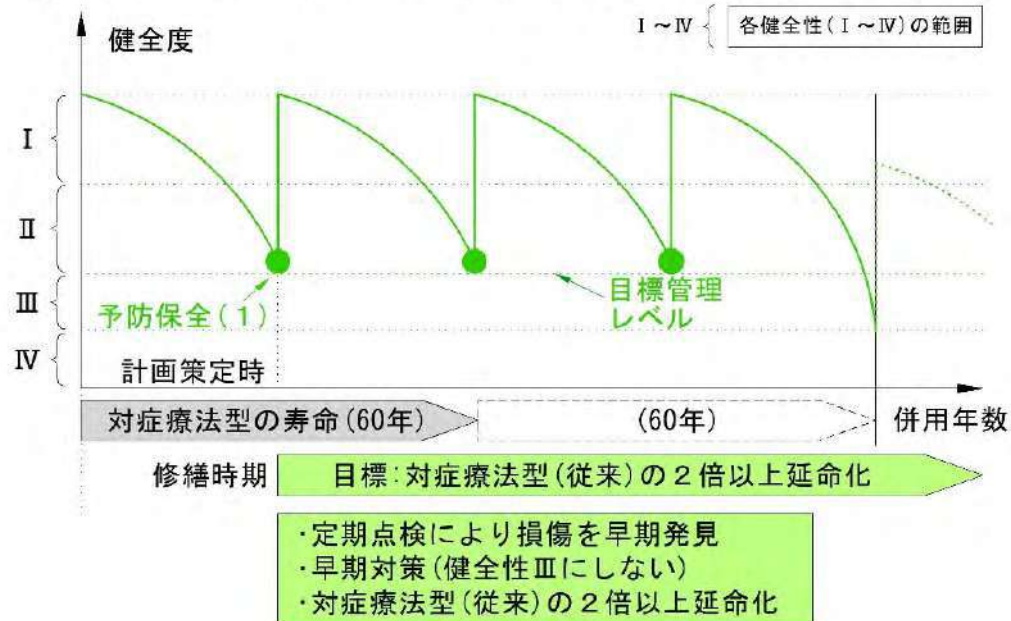 健全度
Ⅰ～Ⅳ
各健全性(Ⅰ～Ⅳ)の範囲
Ⅰ
Ⅱ
Ⅲ
Ⅳ
予防保全(1)
目標管理
レベル
計画策定時
対症療法型の寿命(60年)
(60年)
併用年数
修繕時期
目標:対症療法型(従来)の2倍以上延命化
・定期点検により損傷を早期発見
・早期対策(健全性Ⅲにしない)
・対症療法型(従来)の2倍以上延命化